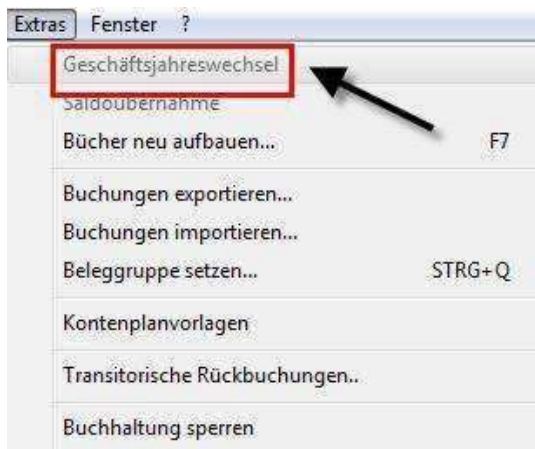 Extras Fenster ?
Geschäftsjahreswechsel
Saldoübernahme
Bücher neu aufbauen... F7
Buchungen exportieren...
Buchungen importieren...
Beleggruppe setzen... STRG+Q
Kontenplanvorlagen
Transitorische Rückbuchungen..
Buchhaltung sperren